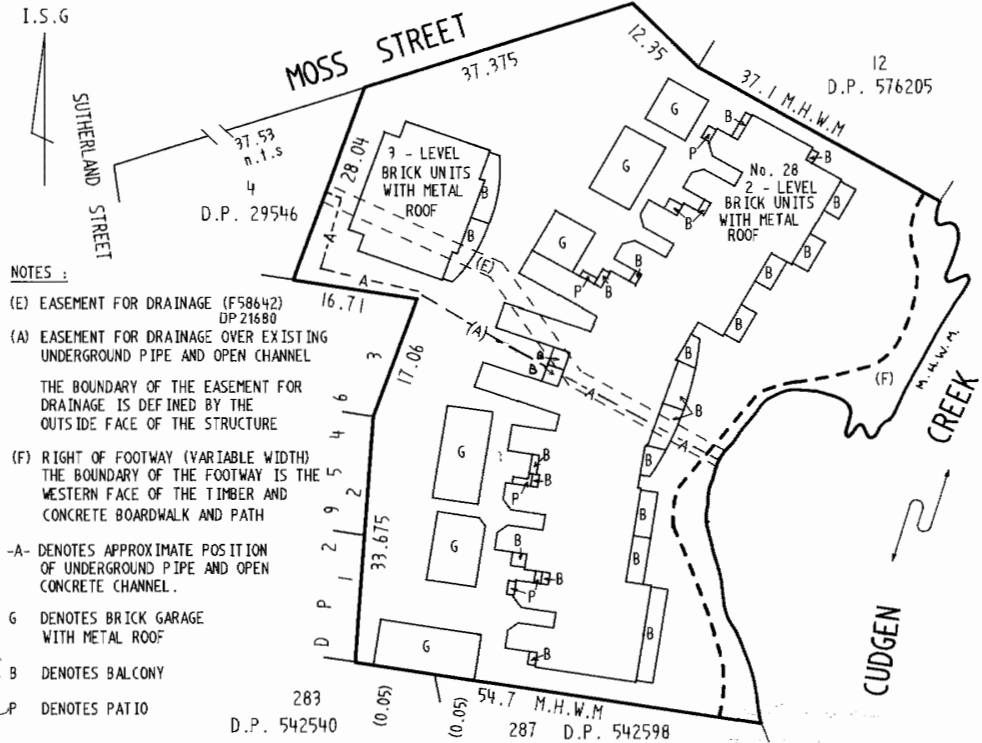 I.S.G
SUTHERLAND STREET
MOSS STREET
37.375
12.35
37.1 M.H.W.M
12
D.P. 576205
37.53
n.t.s
4
D.P. 29546
28.04
3 - LEVEL
BRICK UNITS
WITH METAL
ROOF
B
B
A
A
(E)
G
G
G
B
P
B
No. 28
2 - LEVEL
BRICK UNITS
WITH METAL
ROOF
B
B
B
B
B
B
P
B
NOTES :
(E) EASEMENT FOR DRAINAGE (F58642)
DP 21680
(A) EASEMENT FOR DRAINAGE OVER EXISTING
UNDERGROUND PIPE AND OPEN CHANNEL
THE BOUNDARY OF THE EASEMENT FOR
DRAINAGE IS DEFINED BY THE
OUTSIDE FACE OF THE STRUCTURE
(F) RIGHT OF FOOTWAY (VARIABLE WIDTH)
THE BOUNDARY OF THE FOOTWAY IS THE
WESTERN FACE OF THE TIMBER AND
CONCRETE BOARDWALK AND PATH
-A- DENOTES APPROXIMATE POSITION
OF UNDERGROUND PIPE AND OPEN
CONCRETE CHANNEL.
G DENOTES BRICK GARAGE
WITH METAL ROOF
B DENOTES BALCONY
P DENOTES PATIO
16.71
17.06
33.675
DP 12925463
(A)
B
B
A
A
B
B
B
B
B
B
G
G
G
B
B
P
B
B
P
B
(F)
M.H.W.M.
CUDGEN CREEK
283
D.P. 542540
(0.05)
(0.05)
54.7 M.H.W.M
287 D.P. 542598